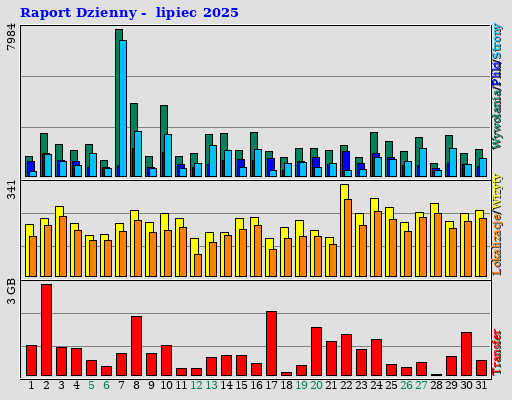 Raport Dzienny - lipiec 2025
7984
Wywołania/Pliki/Strony
341
Lokalizacje/Wizyty
3 GB
Transfer
1 2 3 4 5 6 7 8 9 10 11 12 13 14 15 16 17 18 19 20 21 22 23 24 25 26 27 28 29 30 31